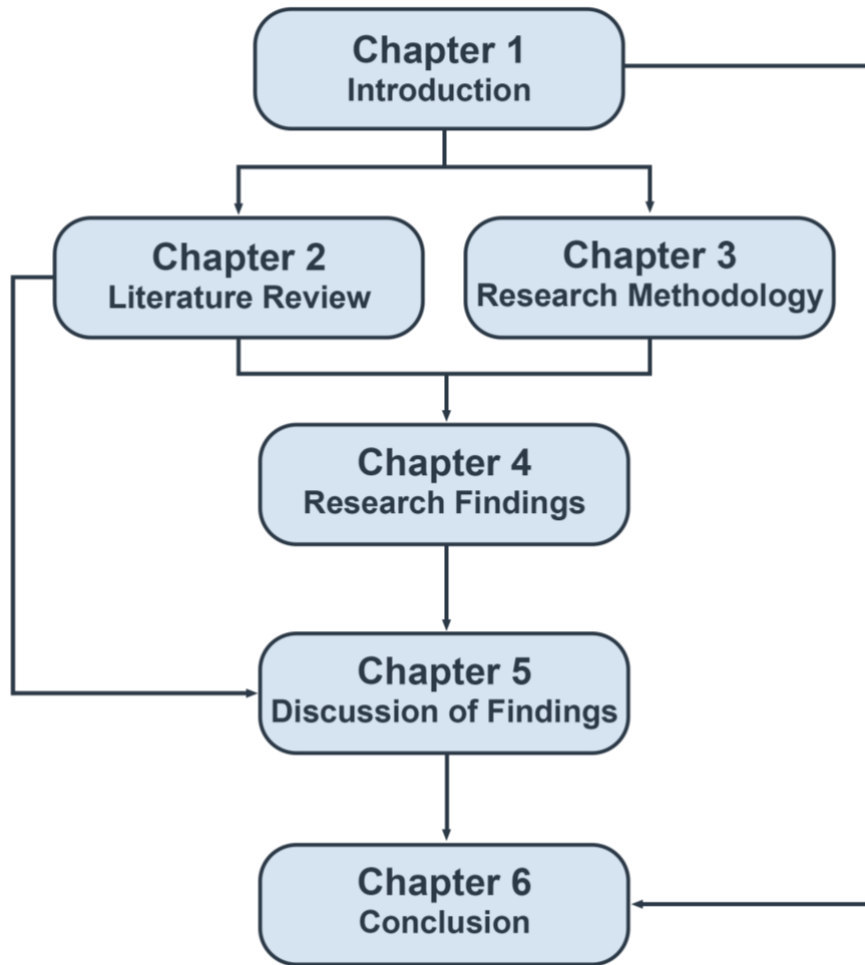 Chapter 1
Introduction
Chapter 2
Literature Review
Chapter 3
Research Methodology
Chapter 4
Research Findings
Chapter 5
Discussion of Findings
Chapter 6
Conclusion